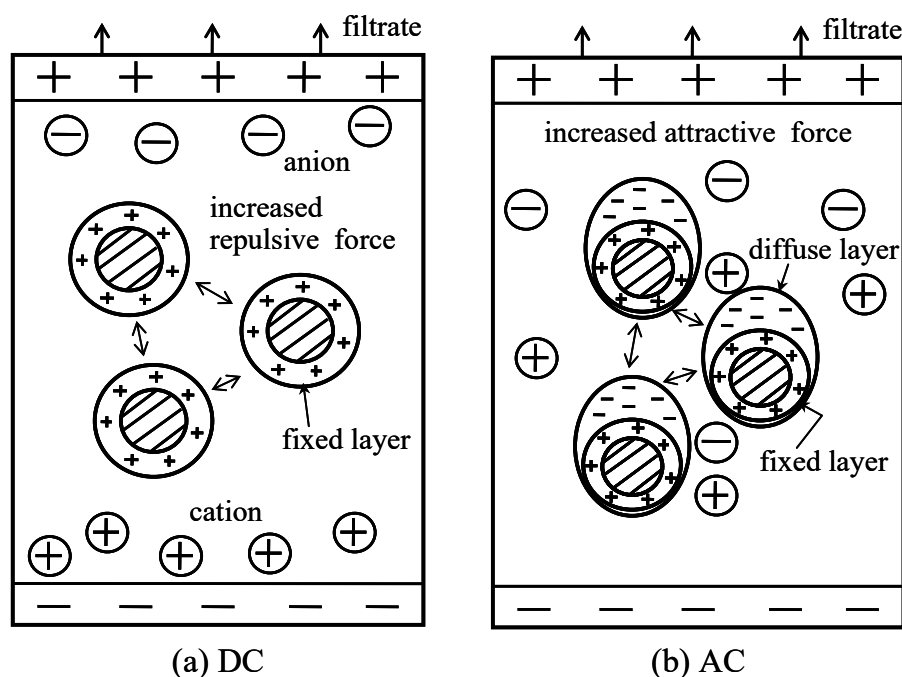 filtrate
+ + + + +
− − − −
anion
increased
repulsive force
fixed layer
cation
+ + + + +
− − − − −
(a) DC
filtrate
+ + + + +
increased attractive force
− − −
diffuse layer
+ + +
fixed layer
−
+
− − − − −
(b) AC